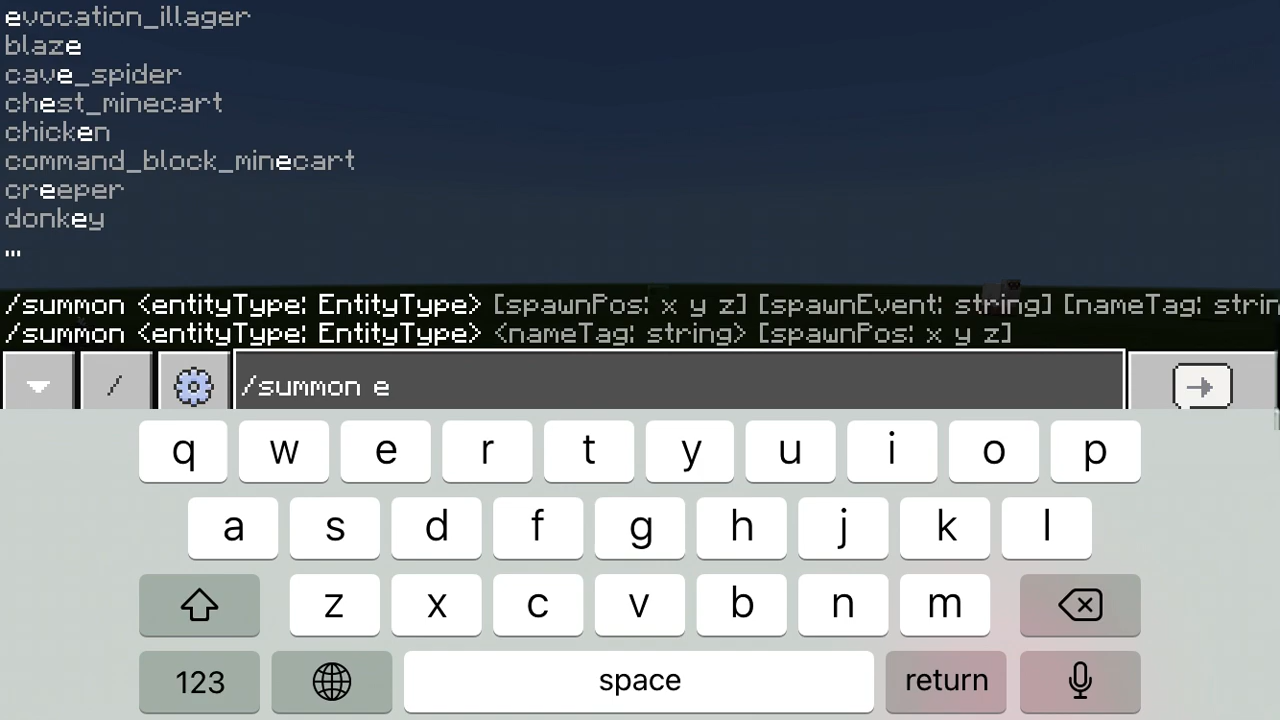 evocation_illager
blaze
cave_spider
chest_minecart
chicken
command_block_minecart
creeper
donkey
...
/summon <entityType: EntityType> [spawnPos: x y z] [spawnEvent: string] [nameTag: strin
/summon <entityType: EntityType> <nameTag: string> [spawnPos: x y z]
/ /summon e
q w e r t y u i o p
a s d f g h j k l
z x c v b n m
123 space return